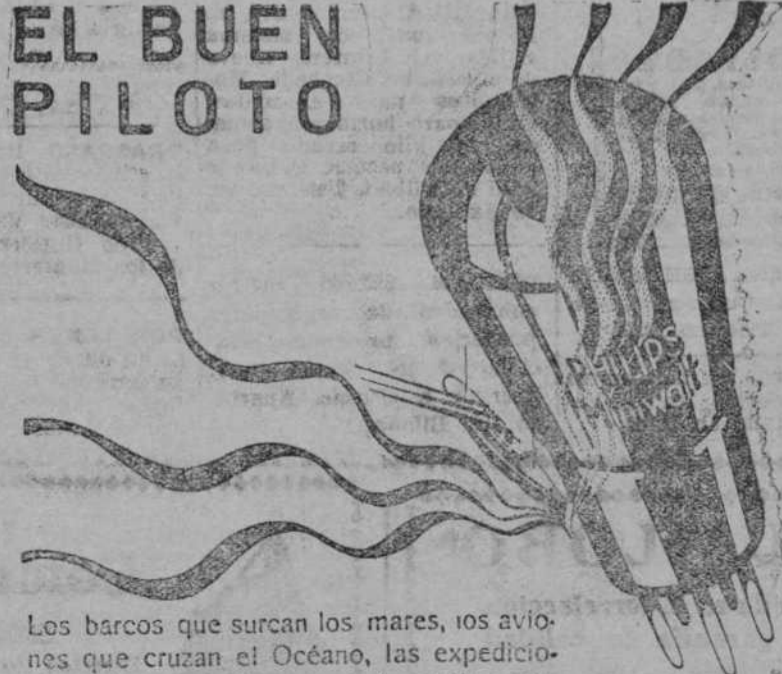 EL BUEN
PILOTO
PHILIPS
Miniwatt
Los barcos que surcan los mares, los avio-
nes que cruzan el Océano, las expedicio-